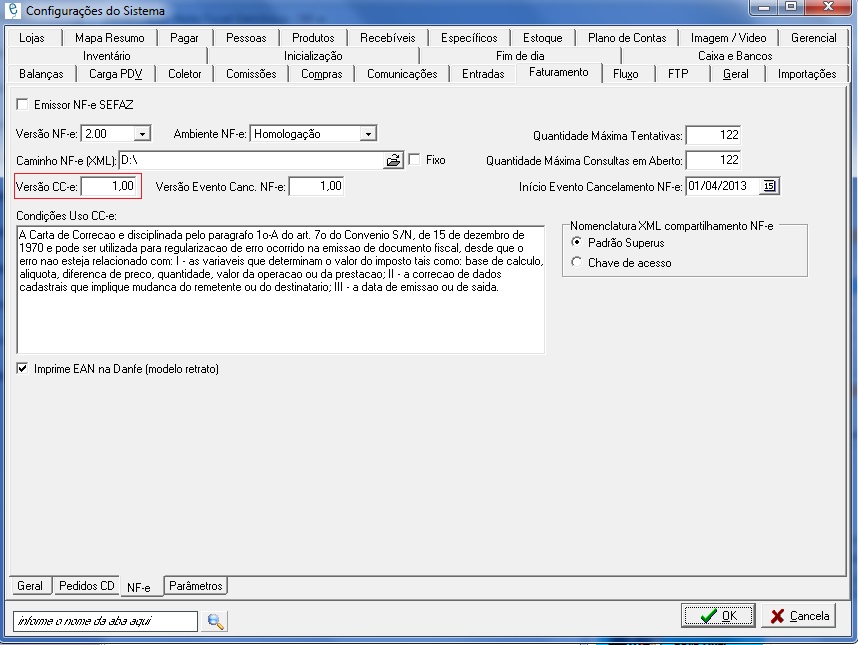 Configurações do Sistema
Lojas Mapa Resumo Pagar Pessoas Produtos Recebíveis Específicos Estoque Plano de Contas Imagem / Video Gerencial
Inventário Inicialização Fim de dia Caixa e Bancos
Balanças Carga PDV Coletor Comissões Compras Comunicações Entradas Faturamento Fluxo FTP Geral Importações
Emissor NF-e SEFAZ
Versão NF-e: 2.00 Ambiente NF-e: Homologação Quantidade Máxima Tentativas: 122
Caminho NF-e (XML): D:\ Fixo Quantidade Máxima Consultas em Aberto: 122
Versão CC-e: 1,00 Versão Evento Canc. NF-e: 1,00 Início Evento Cancelamento NF-e: 01/04/2013 15
Condições Uso CC-e:
A Carta de Correcao e disciplinada pelo paragrafo 1o-A do art. 7o do Convenio S/N, de 15 de dezembro de
1970 e pode ser utilizada para regularizacao de erro ocorrido na emissao de documento fiscal, desde que o
erro nao esteja relacionado com: I - as variaveis que determinam o valor do imposto tais como: base de calculo,
aliquota, diferenca de preco, quantidade, valor da operacao ou da prestacao; II - a correcao de dados
cadastrais que implique mudanca do remetente ou do destinatario; III - a data de emissao ou de saida.
Nomenclatura XML compartilhamento NF-e
Padrão Superus
Chave de acesso
Imprime EAN na Danfe (modelo retrato)
Geral Pedidos CD NF-e Parâmetros
informe o nome da aba aqui OK Cancela